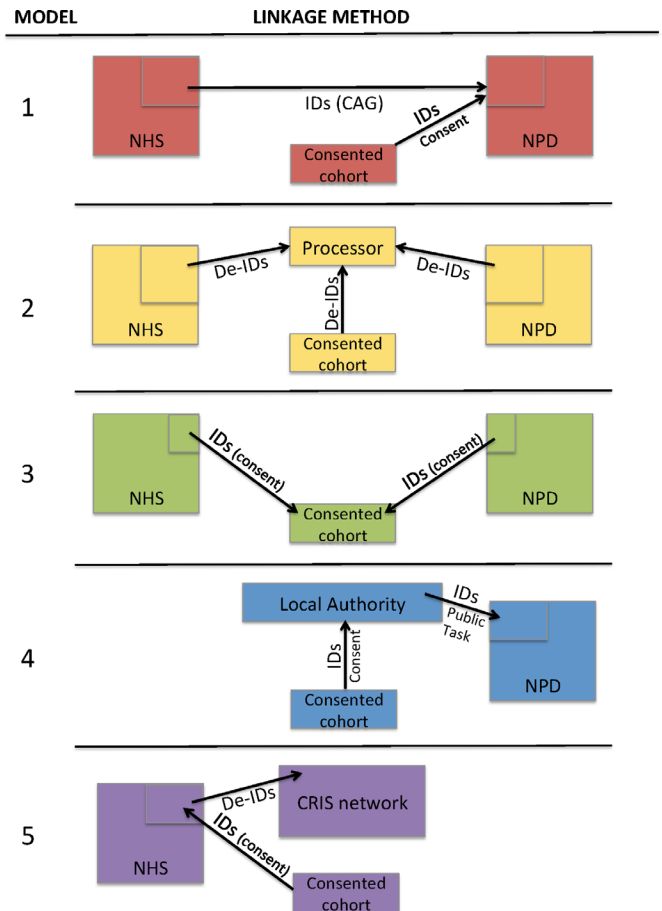 MODEL LINKAGE METHOD
1
NHS
IDs (CAG)
IDs
Consent
Consented
cohort
NPD
2
NHS
De-IDs
Processor
De-IDs
De-IDs
Consented
cohort
NPD
3
NHS
IDs (consent)
IDs (consent)
Consented
cohort
NPD
4
Local Authority
IDs
Public
Task
IDs
Consent
Consented
cohort
NPD
5
NHS
De-IDs
CRIS network
IDs (consent)
Consented
cohort